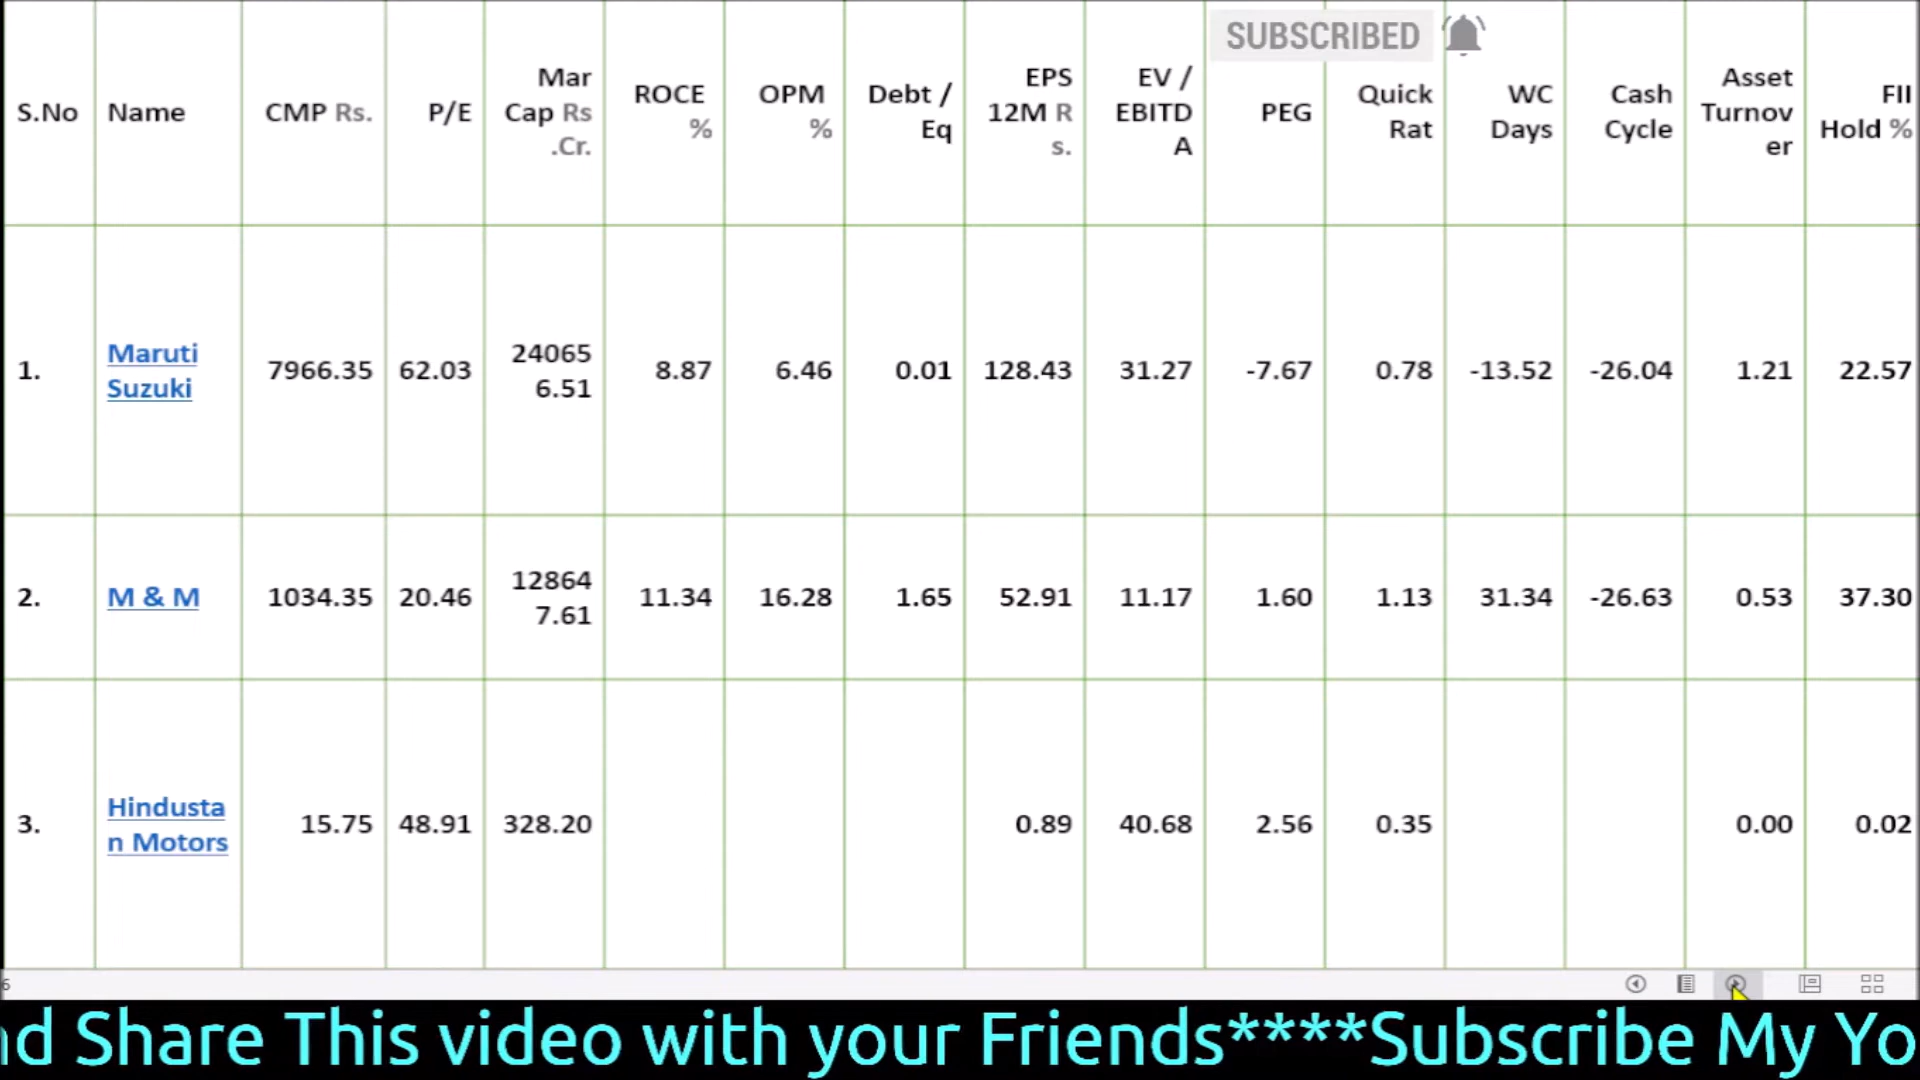 SUBSCRIBED
S.No Name CMP Rs. P/E Mar Cap Rs .Cr. ROCE % OPM % Debt / Eq EPS 12M R s. EV / EBITD A PEG Quick Rat WC Days Cash Cycle Asset Turnov er FII Hold %
1. Maruti Suzuki 7966.35 62.03 24065 6.51 8.87 6.46 0.01 128.43 31.27 -7.67 0.78 -13.52 -26.04 1.21 22.57
2. M & M 1034.35 20.46 12864 7.61 11.34 16.28 1.65 52.91 11.17 1.60 1.13 31.34 -26.63 0.53 37.30
3. Hindusta n Motors 15.75 48.91 328.20 0.89 40.68 2.56 0.35 0.00 0.02
6
nd Share This video with your Friends****Subscribe My Yo